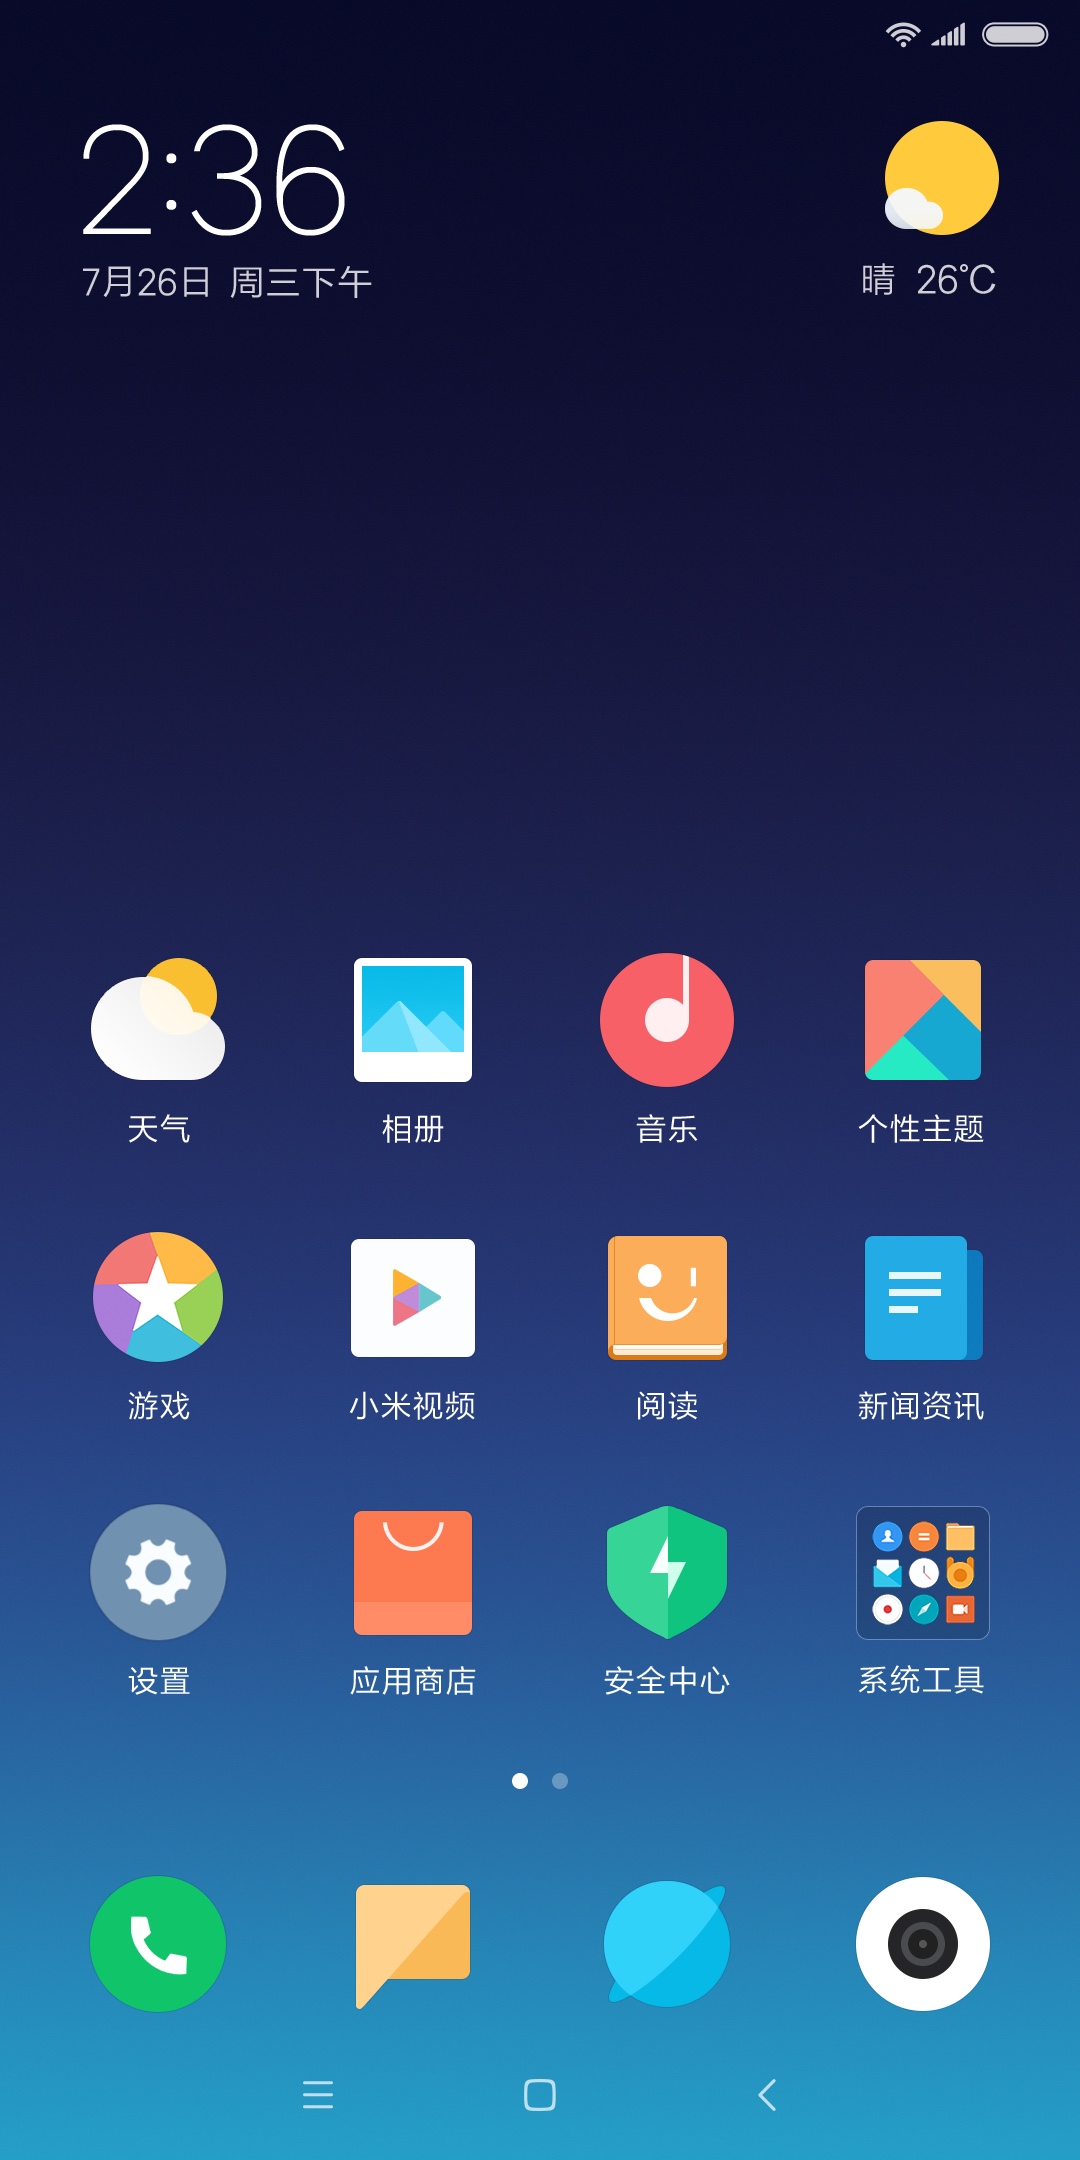 2:36
7月26日 周三下午
晴 26℃
天气
相册
音乐
个性主题
游戏
小米视频
阅读
新闻资讯
设置
应用商店
安全中心
系统工具